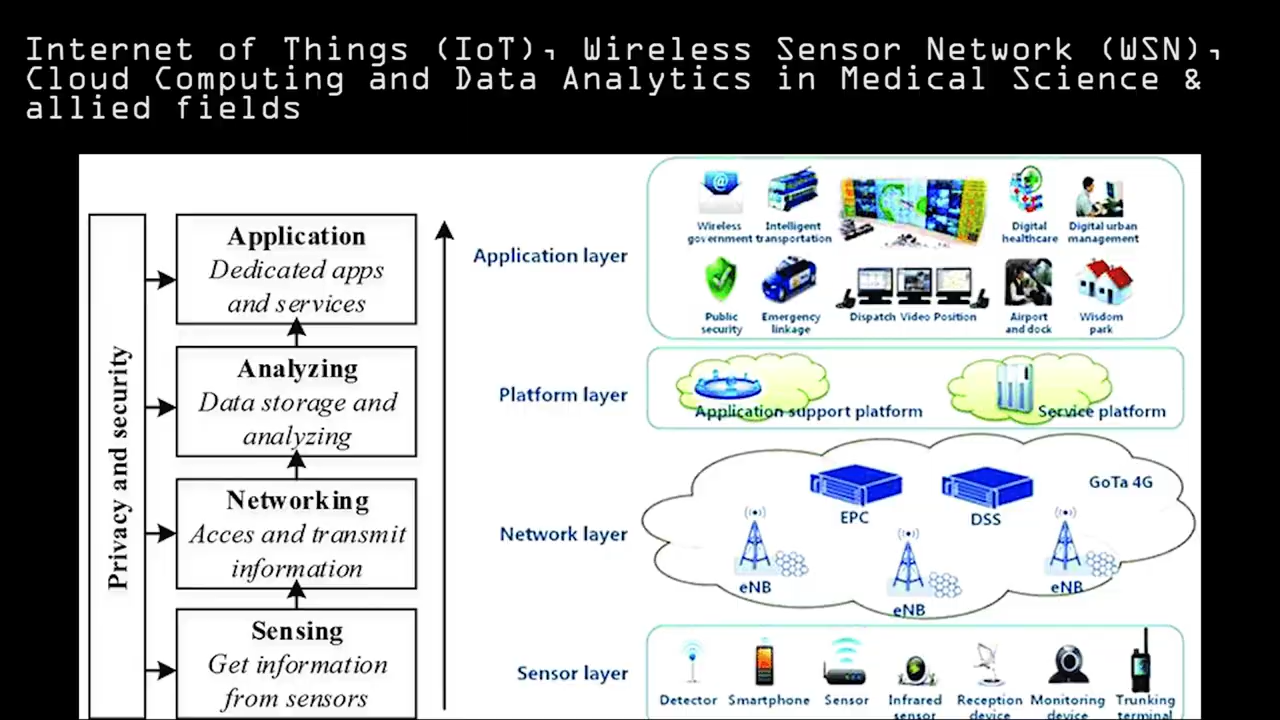 Internet of Things (IoT), Wireless Sensor Network (WSN),
Cloud Computing and Data Analytics in Medical Science &
allied fields
Privacy and security
Application
Dedicated apps
and services
Analyzing
Data storage and
analyzing
Networking
Acces and transmit
information
Sensing
Get information
from sensors
Application layer
Wireless
government
Intelligent
transportation
Digital
healthcare
Digital urban
management
Public
security
Emergency
linkage
Dispatch Video Position
Airport
and dock
Wisdom
park
Platform layer
Application support platform
Service platform
Network layer
GoTa 4G
EPC
DSS
eNB
eNB
eNB
Sensor layer
Detector
Smartphone
Sensor
Infrared
sensor
Reception
device
Monitoring
device
Trunking
terminal